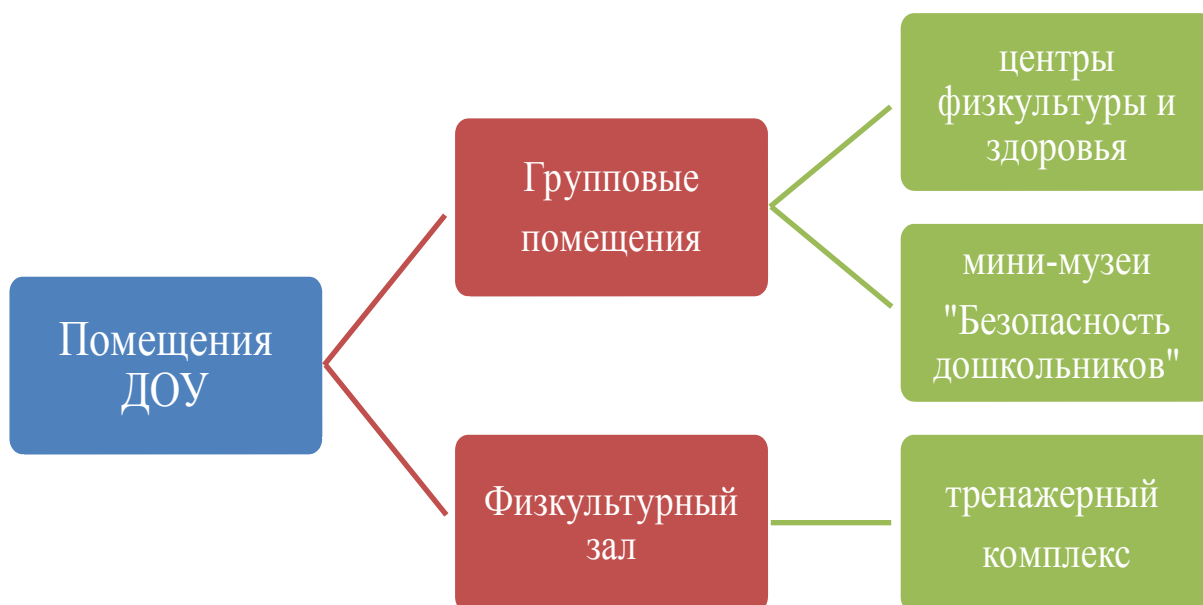 Помещения
ДОУ
Групповые
помещения
Физкультурный
зал
центры
физкультуры и
здоровья
мини-музеи
"Безопасность
дошкольников"
тренажерный
комплекс